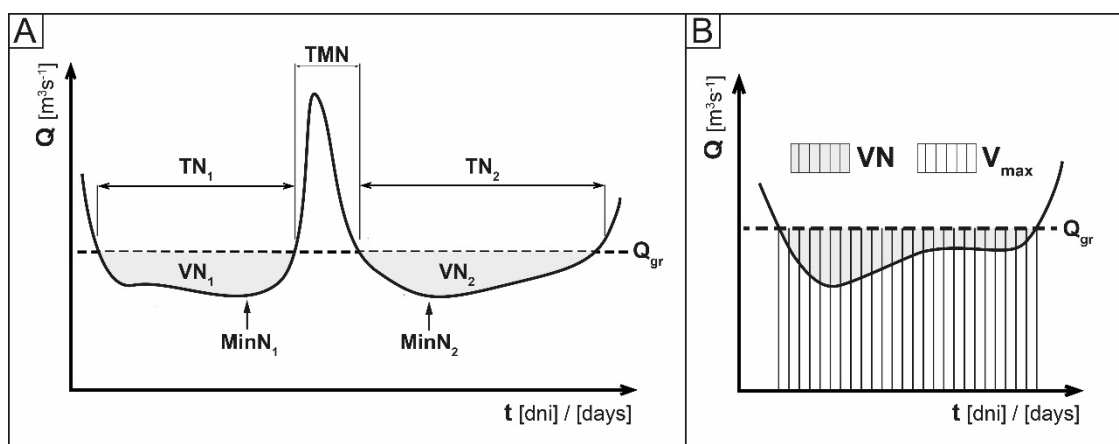 A
TMN
Q [m³s⁻¹]
TN₁
TN₂
Q_gr
VN₁
VN₂
MinN₁
MinN₂
t [dni] / [days]
B
Q [m³s⁻¹]
VN
V_max
Q_gr
t [dni] / [days]